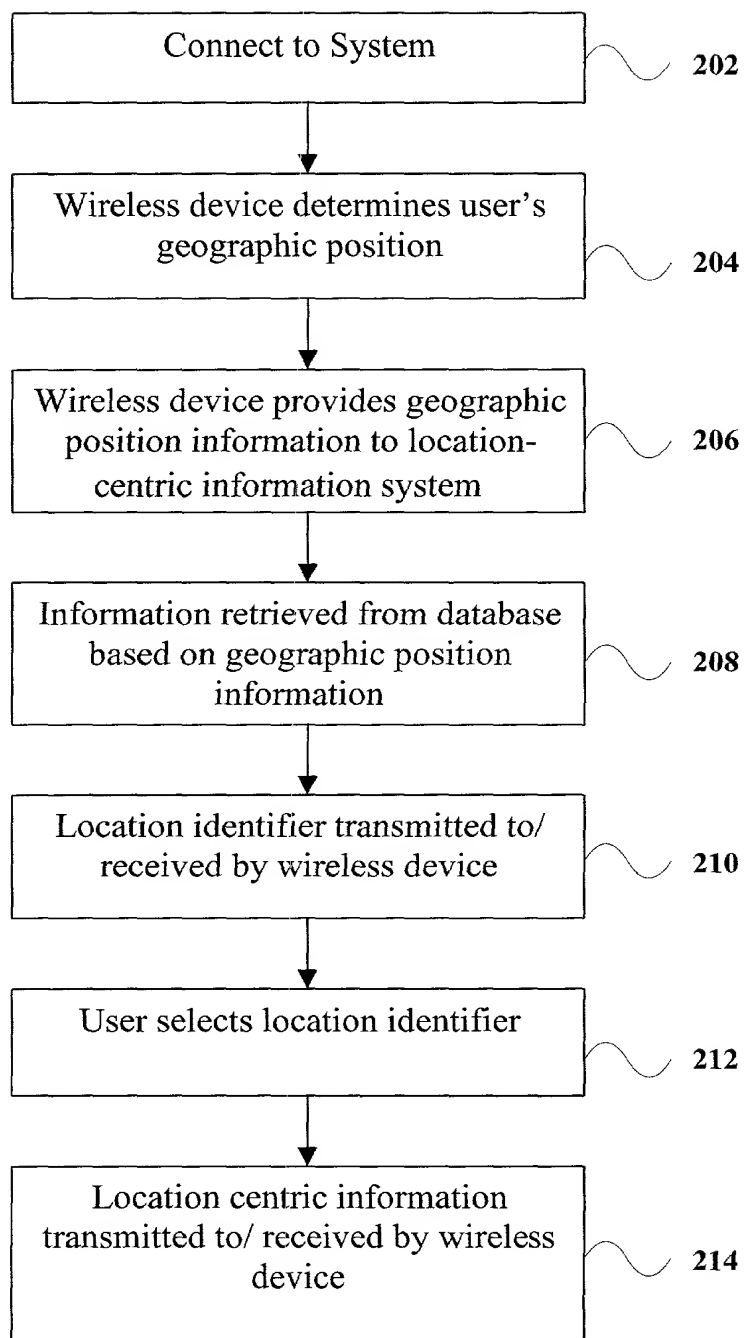 Connect to System
202
Wireless device determines user's
geographic position
204
Wireless device provides geographic
position information to location-
centric information system
206
Information retrieved from database
based on geographic position
information
208
Location identifier transmitted to/
received by wireless device
210
User selects location identifier
212
Location centric information
transmitted to/ received by wireless
device
214